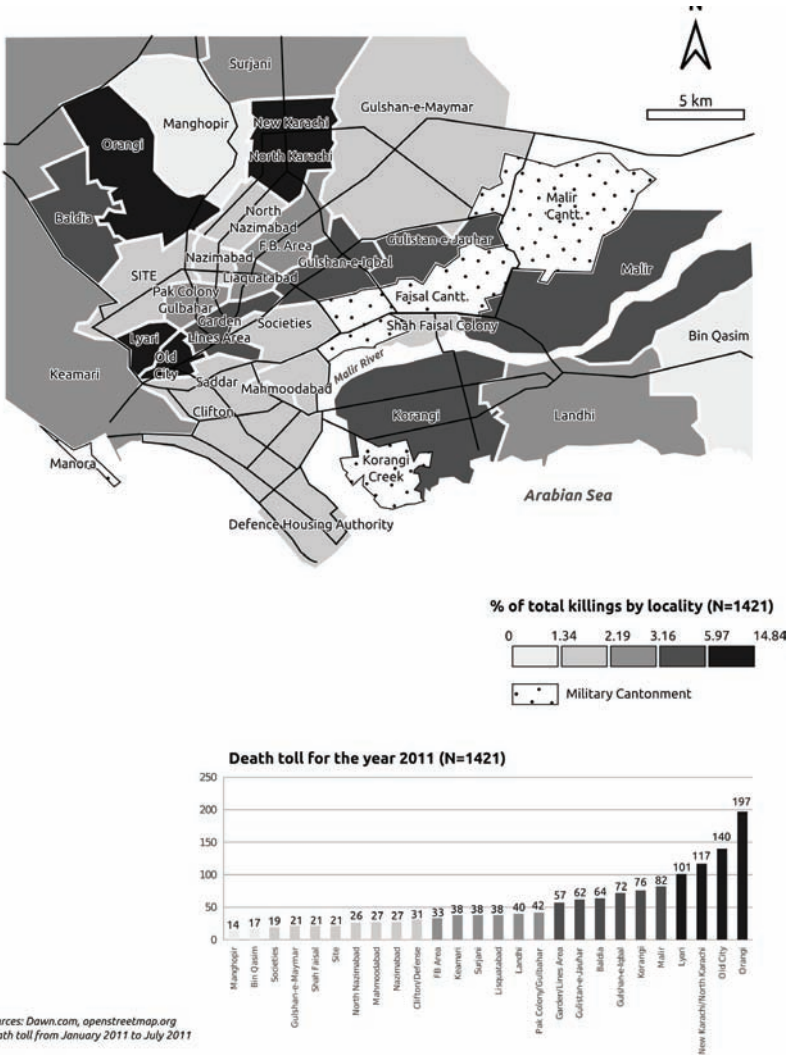 N
5 km
Surjani
Gulshan-e-Maymar
Manghopir
New Karachi
Orangi
North Karachi
Malir
Cantt.
North
Nazimabad
Baldia
F.B. Area
Gulistan-e-Jauhar
Nazimabad
Gulshan-e-Iqbal
Malir
SITE
Liaquatabad
Pak Colony
Faisal Cantt.
Gulbahar
Garden
Societies
Shah Faisal Colony
Lyari
Lines Area
Bin Qasim
Old
City
Malir River
Keamari
Saddar
Mahmoodabad
Clifton
Korangi
Landhi
Manora
Korangi
Creek
Arabian Sea
Defence Housing Authority
% of total killings by locality (N=1421)
0 1.34 2.19 3.16 5.97 14.84
Military Cantonment
Death toll for the year 2011 (N=1421)
250
200
150
100
50
0
14 17 19 21 21 21 26 27 27 31 33 38 38 38 40 42 57 62 64 72 76 82 101 117 140 197
Manghopir
Bin Qasim
Societies
Gulshan-e-Maymar
Shah Faisal
Site
North Nazimabad
Mahmoodabad
Nazimabad
Clifton/Defense
FB Area
Keamari
Surjani
Lisquatabad
Landhi
Pak Colony/Gulbahar
Garden/Lines Area
Gulistan-e-Jauhar
Baldia
Gulshan-e-Iqbal
Korangi
Malir
Lyori
New Karachi/North Karachi
Old City
Orangi
urces: Dawn.com, openstreetmap.org
ath toll from January 2011 to July 2011